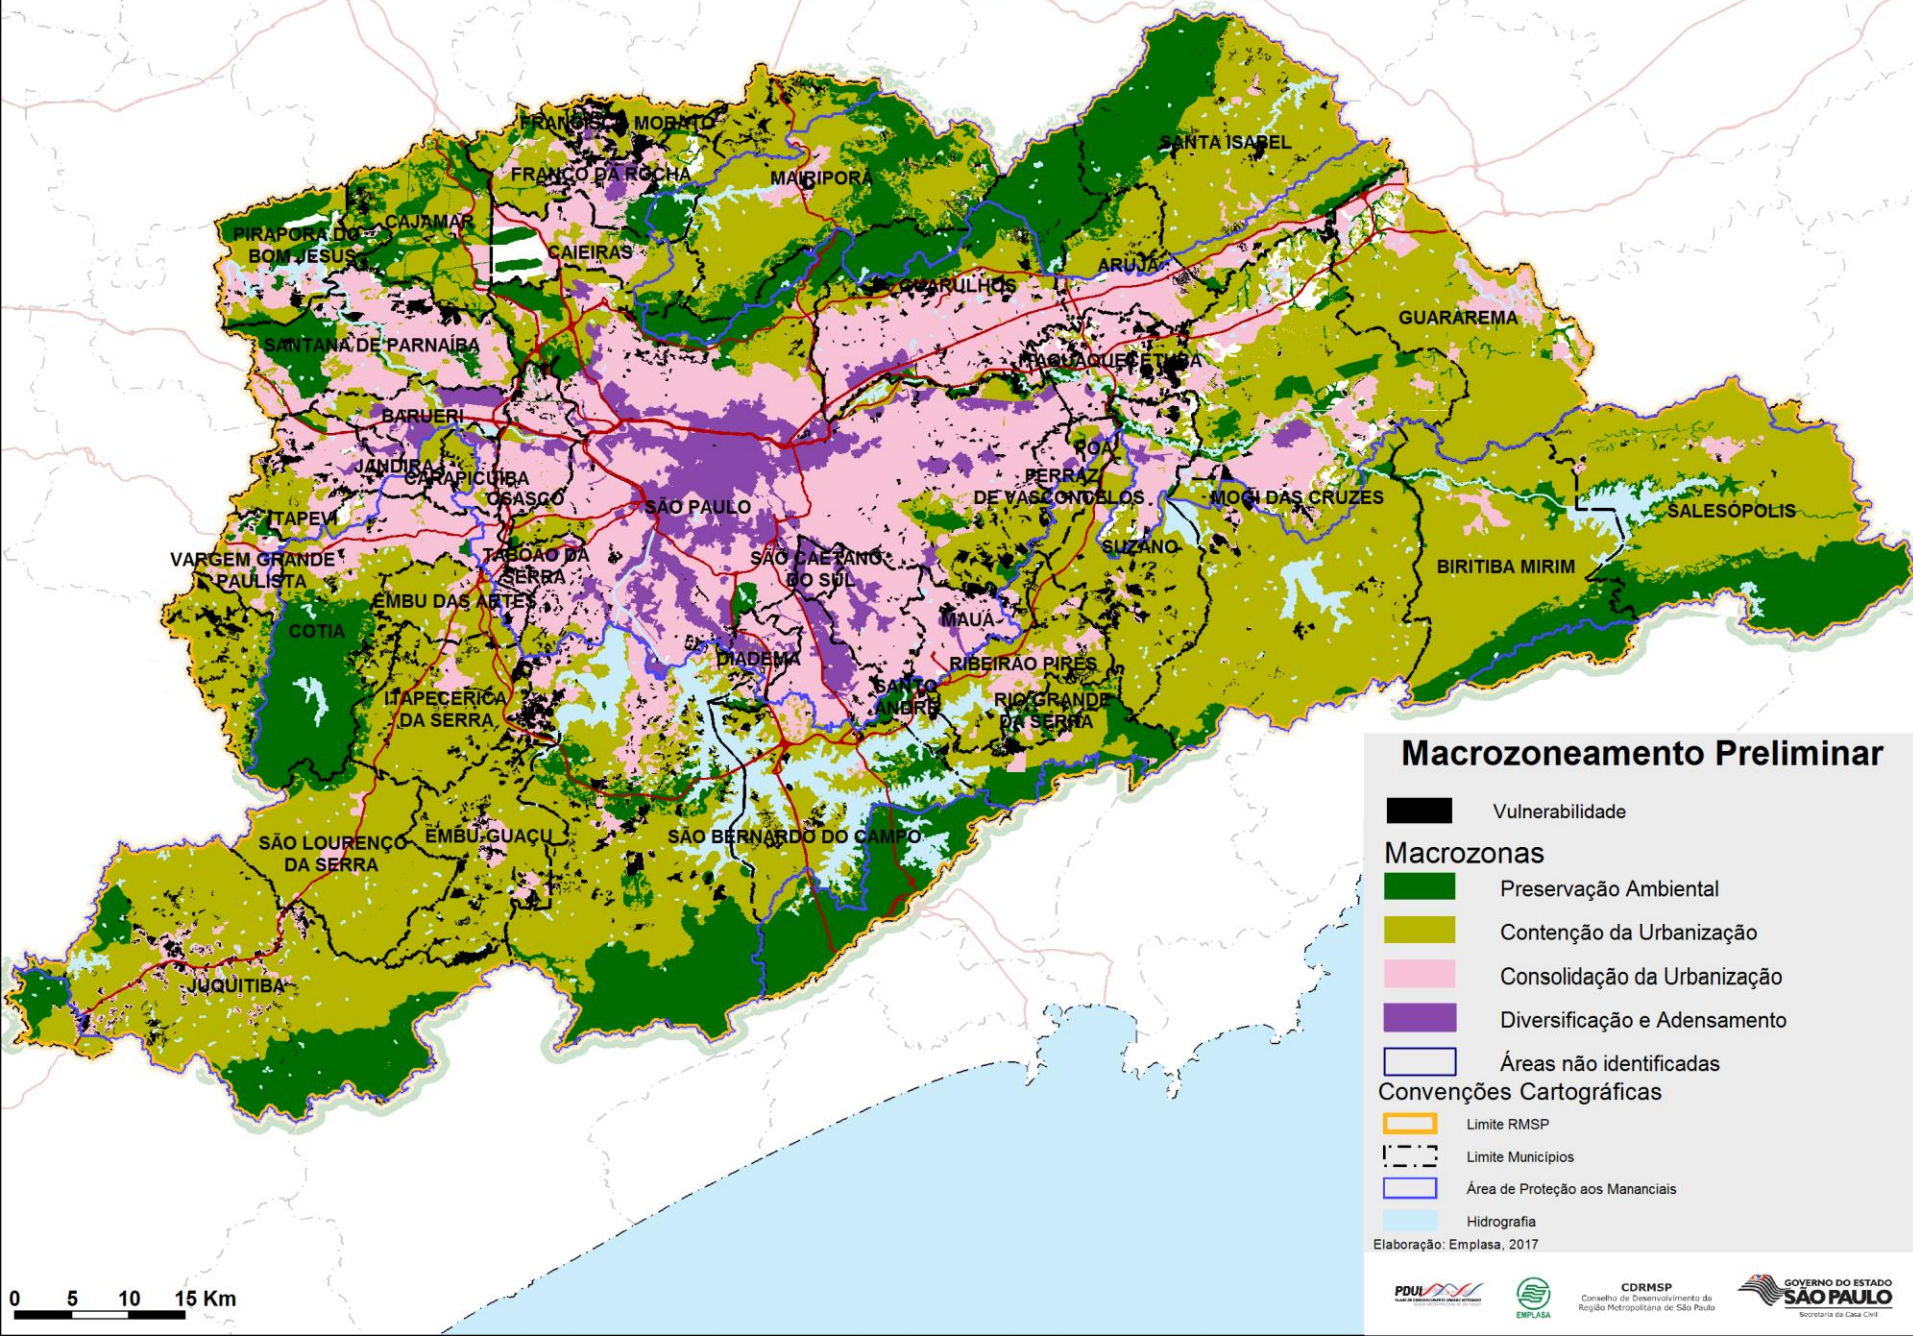 FRANCISCO MORATO
SANTA ISABEL
FRANCO DA ROCHA
MAIRIPORÃ
CAJAMAR
PIRAPORA DO
BOM JESUS
CAIEIRAS
ARUJÁ
GUARULHOS
GUARAREMA
SANTANA DE PARNAÍBA
ITAQUAQUECETUBA
BARUERI
POÁ
JANDIRA
CARAPICUÍBA
FERRAZ
DE VASCONCELOS
OSASCO
MOGI DAS CRUZES
SÃO PAULO
SALESÓPOLIS
ITAPEVI
SUZANO
TABOÃO DA
SERRA
VARGEM GRANDE
PAULISTA
SÃO CAETANO
DO SUL
BIRITIBA MIRIM
EMBU DAS ARTES
MAUÁ
COTIA
DIADEMA
RIBEIRÃO PIRES
SANTO
ANDRÉ
ITAPECERICA
DA SERRA
RIO GRANDE
DA SERRA
SÃO LOURENÇO
DA SERRA
EMBU-GUAÇU
SÃO BERNARDO DO CAMPO
JUQUITIBA
Macrozoneamento Preliminar
Vulnerabilidade
Macrozonas
Preservação Ambiental
Contenção da Urbanização
Consolidação da Urbanização
Diversificação e Adensamento
Áreas não identificadas
Convenções Cartográficas
Limite RMSP
Limite Municípios
Área de Proteção aos Mananciais
Hidrografia
Elaboração: Emplasa, 2017
0 5 10 15 Km
PDUI
EMPLASA
CDRMSP
Conselho de Desenvolvimento da
Região Metropolitana de São Paulo
GOVERNO DO ESTADO
SÃO PAULO
Secretaria da Casa Civil